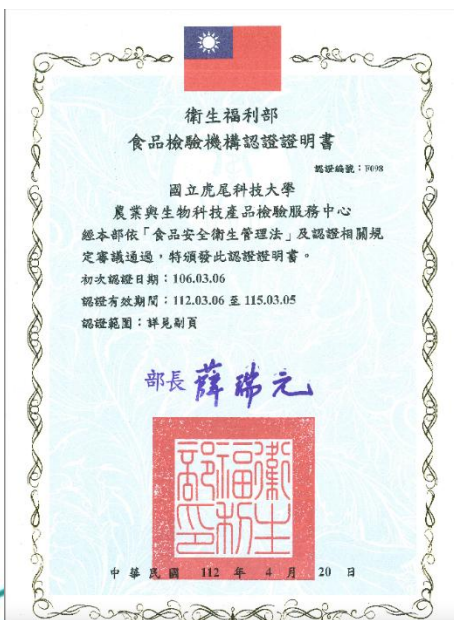 衛生福利部
食品檢驗機構認證證明書
認證編號：F098
國立虎尾科技大學
農業與生物科技產品檢驗服務中心
經本部依「食品安全衛生管理法」及認證相關規
定審議通過，特頒發此認證證明書。
初次認證日期：106.03.06
認證有效期間：112.03.06 至 115.03.05
認證範圍：詳見副頁
部長 薛瑞元
衛生福利部印
中華民國 112 年 4 月 20 日